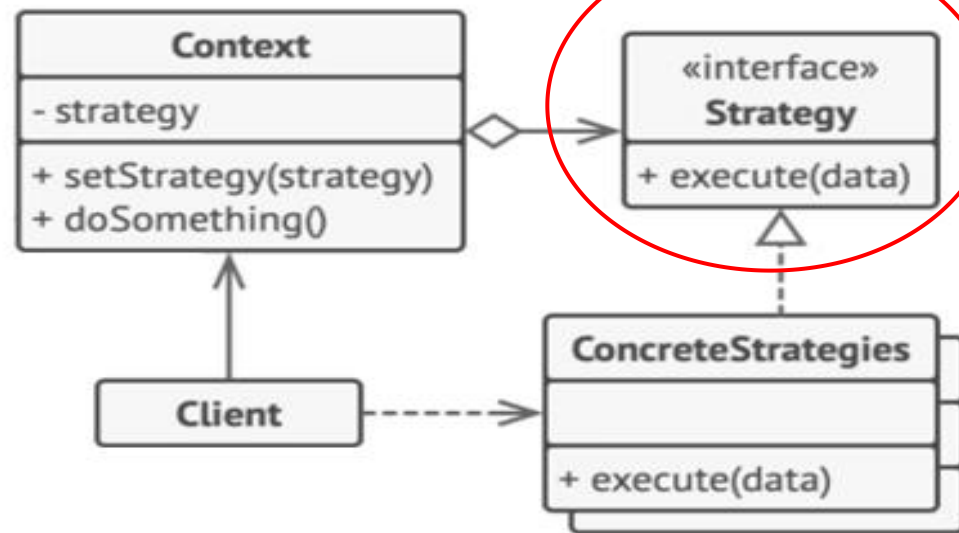 Context
- strategy
+ setStrategy(strategy)
+ doSomething()
«interface»
Strategy
+ execute(data)
Client
ConcreteStrategies
+ execute(data)